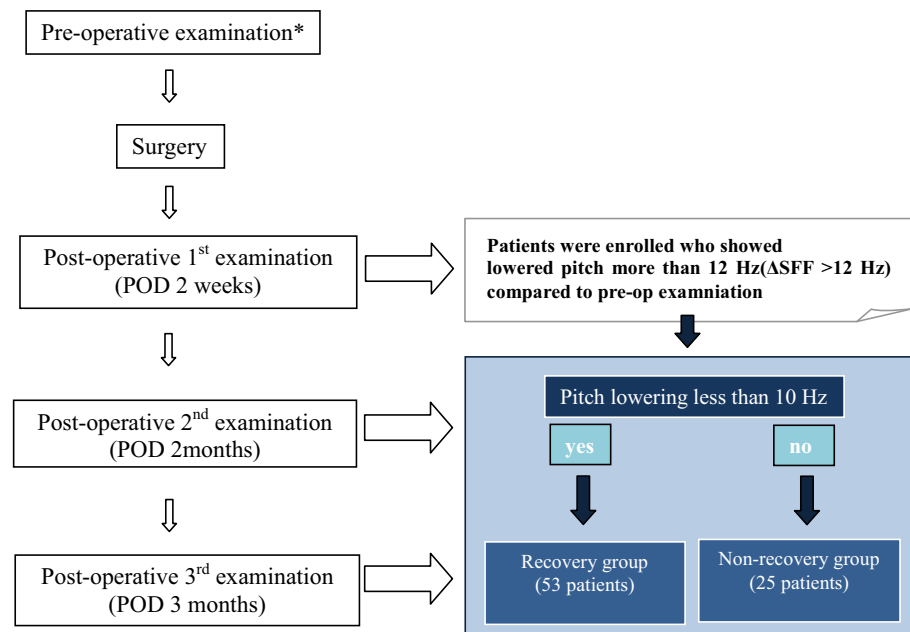 Pre-operative examination*
Surgery
Post-operative 1st examination
(POD 2 weeks)
Patients were enrolled who showed
lowered pitch more than 12 Hz(ΔSFF >12 Hz)
compared to pre-op examniation
Post-operative 2nd examination
(POD 2months)
Pitch lowering less than 10 Hz
yes
no
Post-operative 3rd examination
(POD 3 months)
Recovery group
(53 patients)
Non-recovery group
(25 patients)